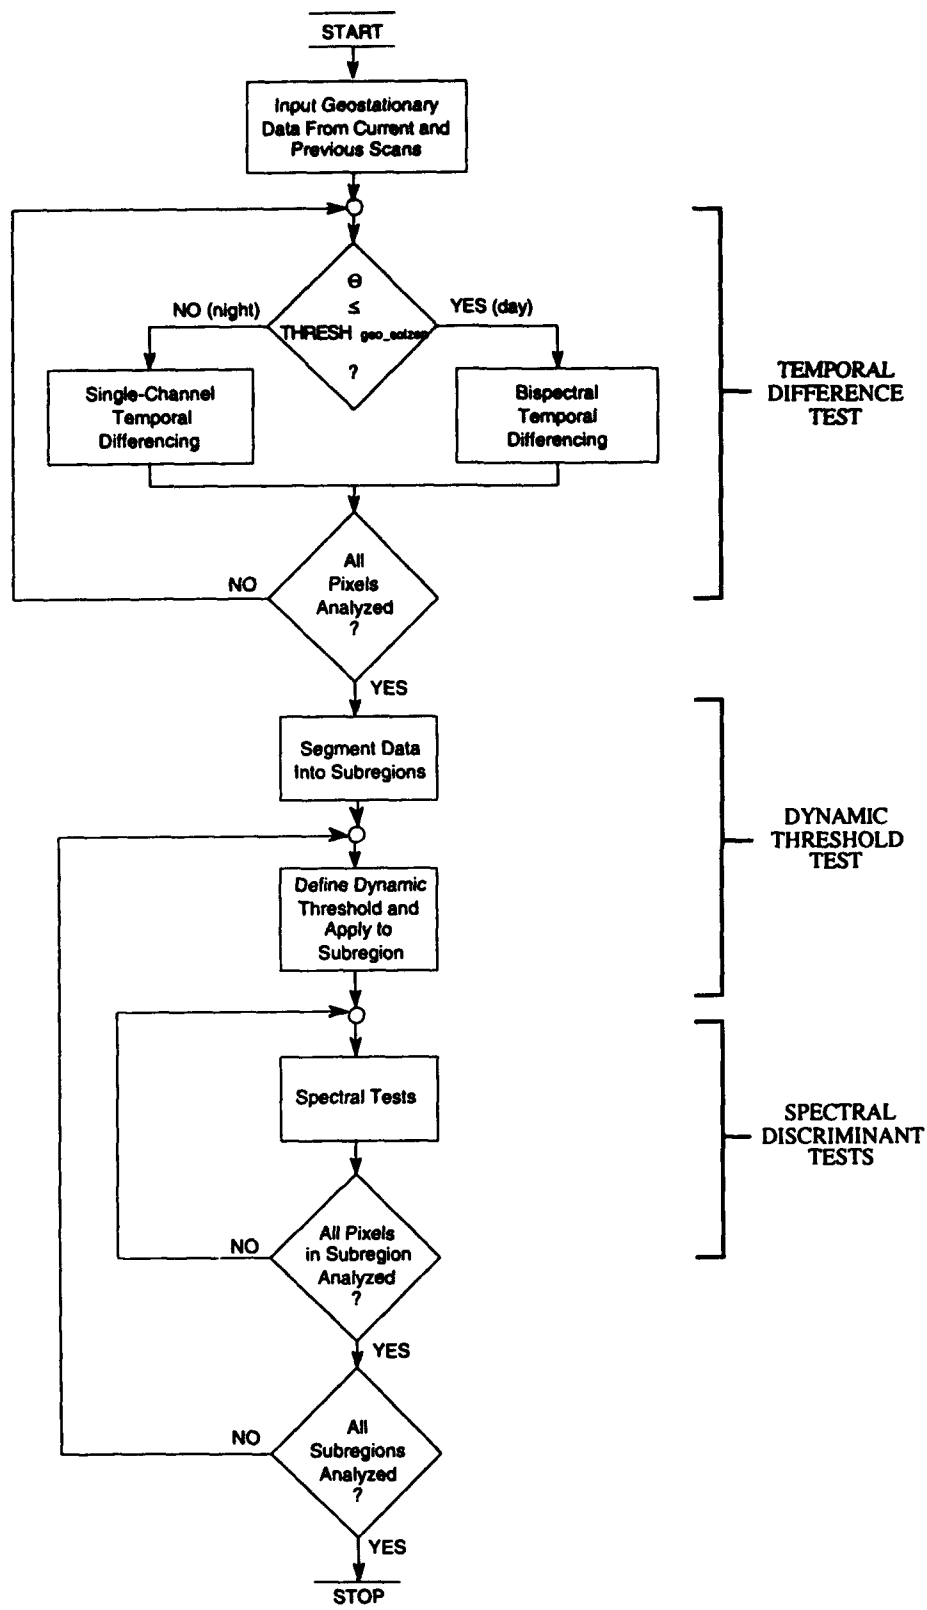 START
Input Geostationary
Data From Current and
Previous Scans
Θ
≤
THRESH geo_solzen
?
NO (night)
YES (day)
Single-Channel
Temporal
Differencing
Bispectral
Temporal
Differencing
TEMPORAL
DIFFERENCE
TEST
All
Pixels
Analyzed
?
NO
YES
Segment Data
Into Subregions
Define Dynamic
Threshold and
Apply to
Subregion
DYNAMIC
THRESHOLD
TEST
Spectral Tests
SPECTRAL
DISCRIMINANT
TESTS
All Pixels
in Subregion
Analyzed
?
NO
YES
All
Subregions
Analyzed
?
NO
YES
STOP